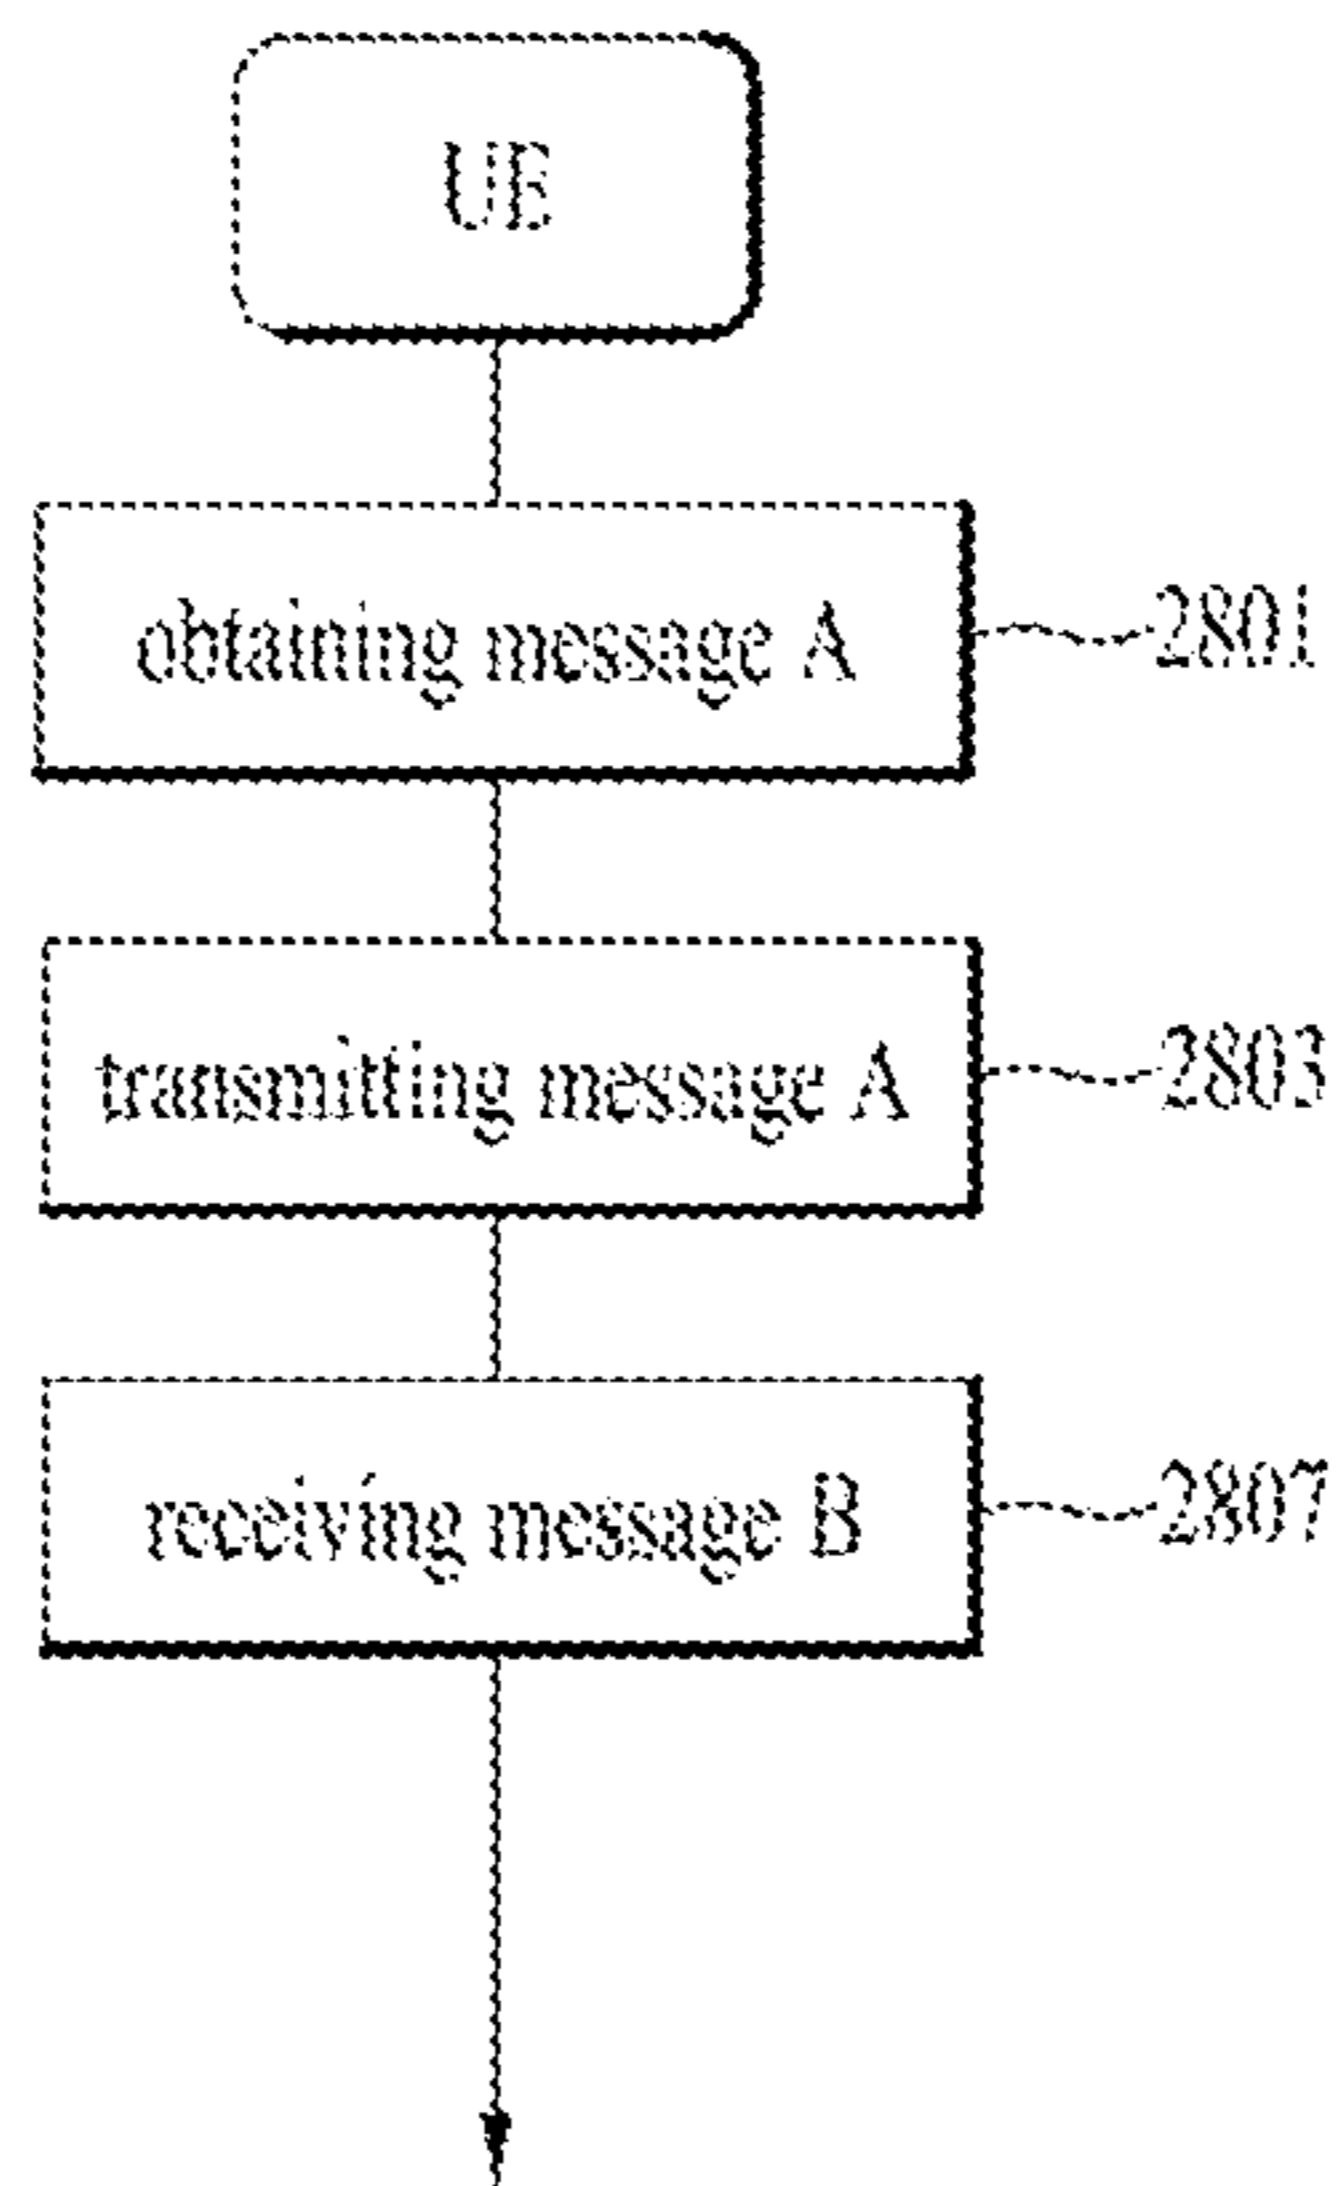 UE
obtaining message A
2801
transmitting message A
2803
receiving message B
2807